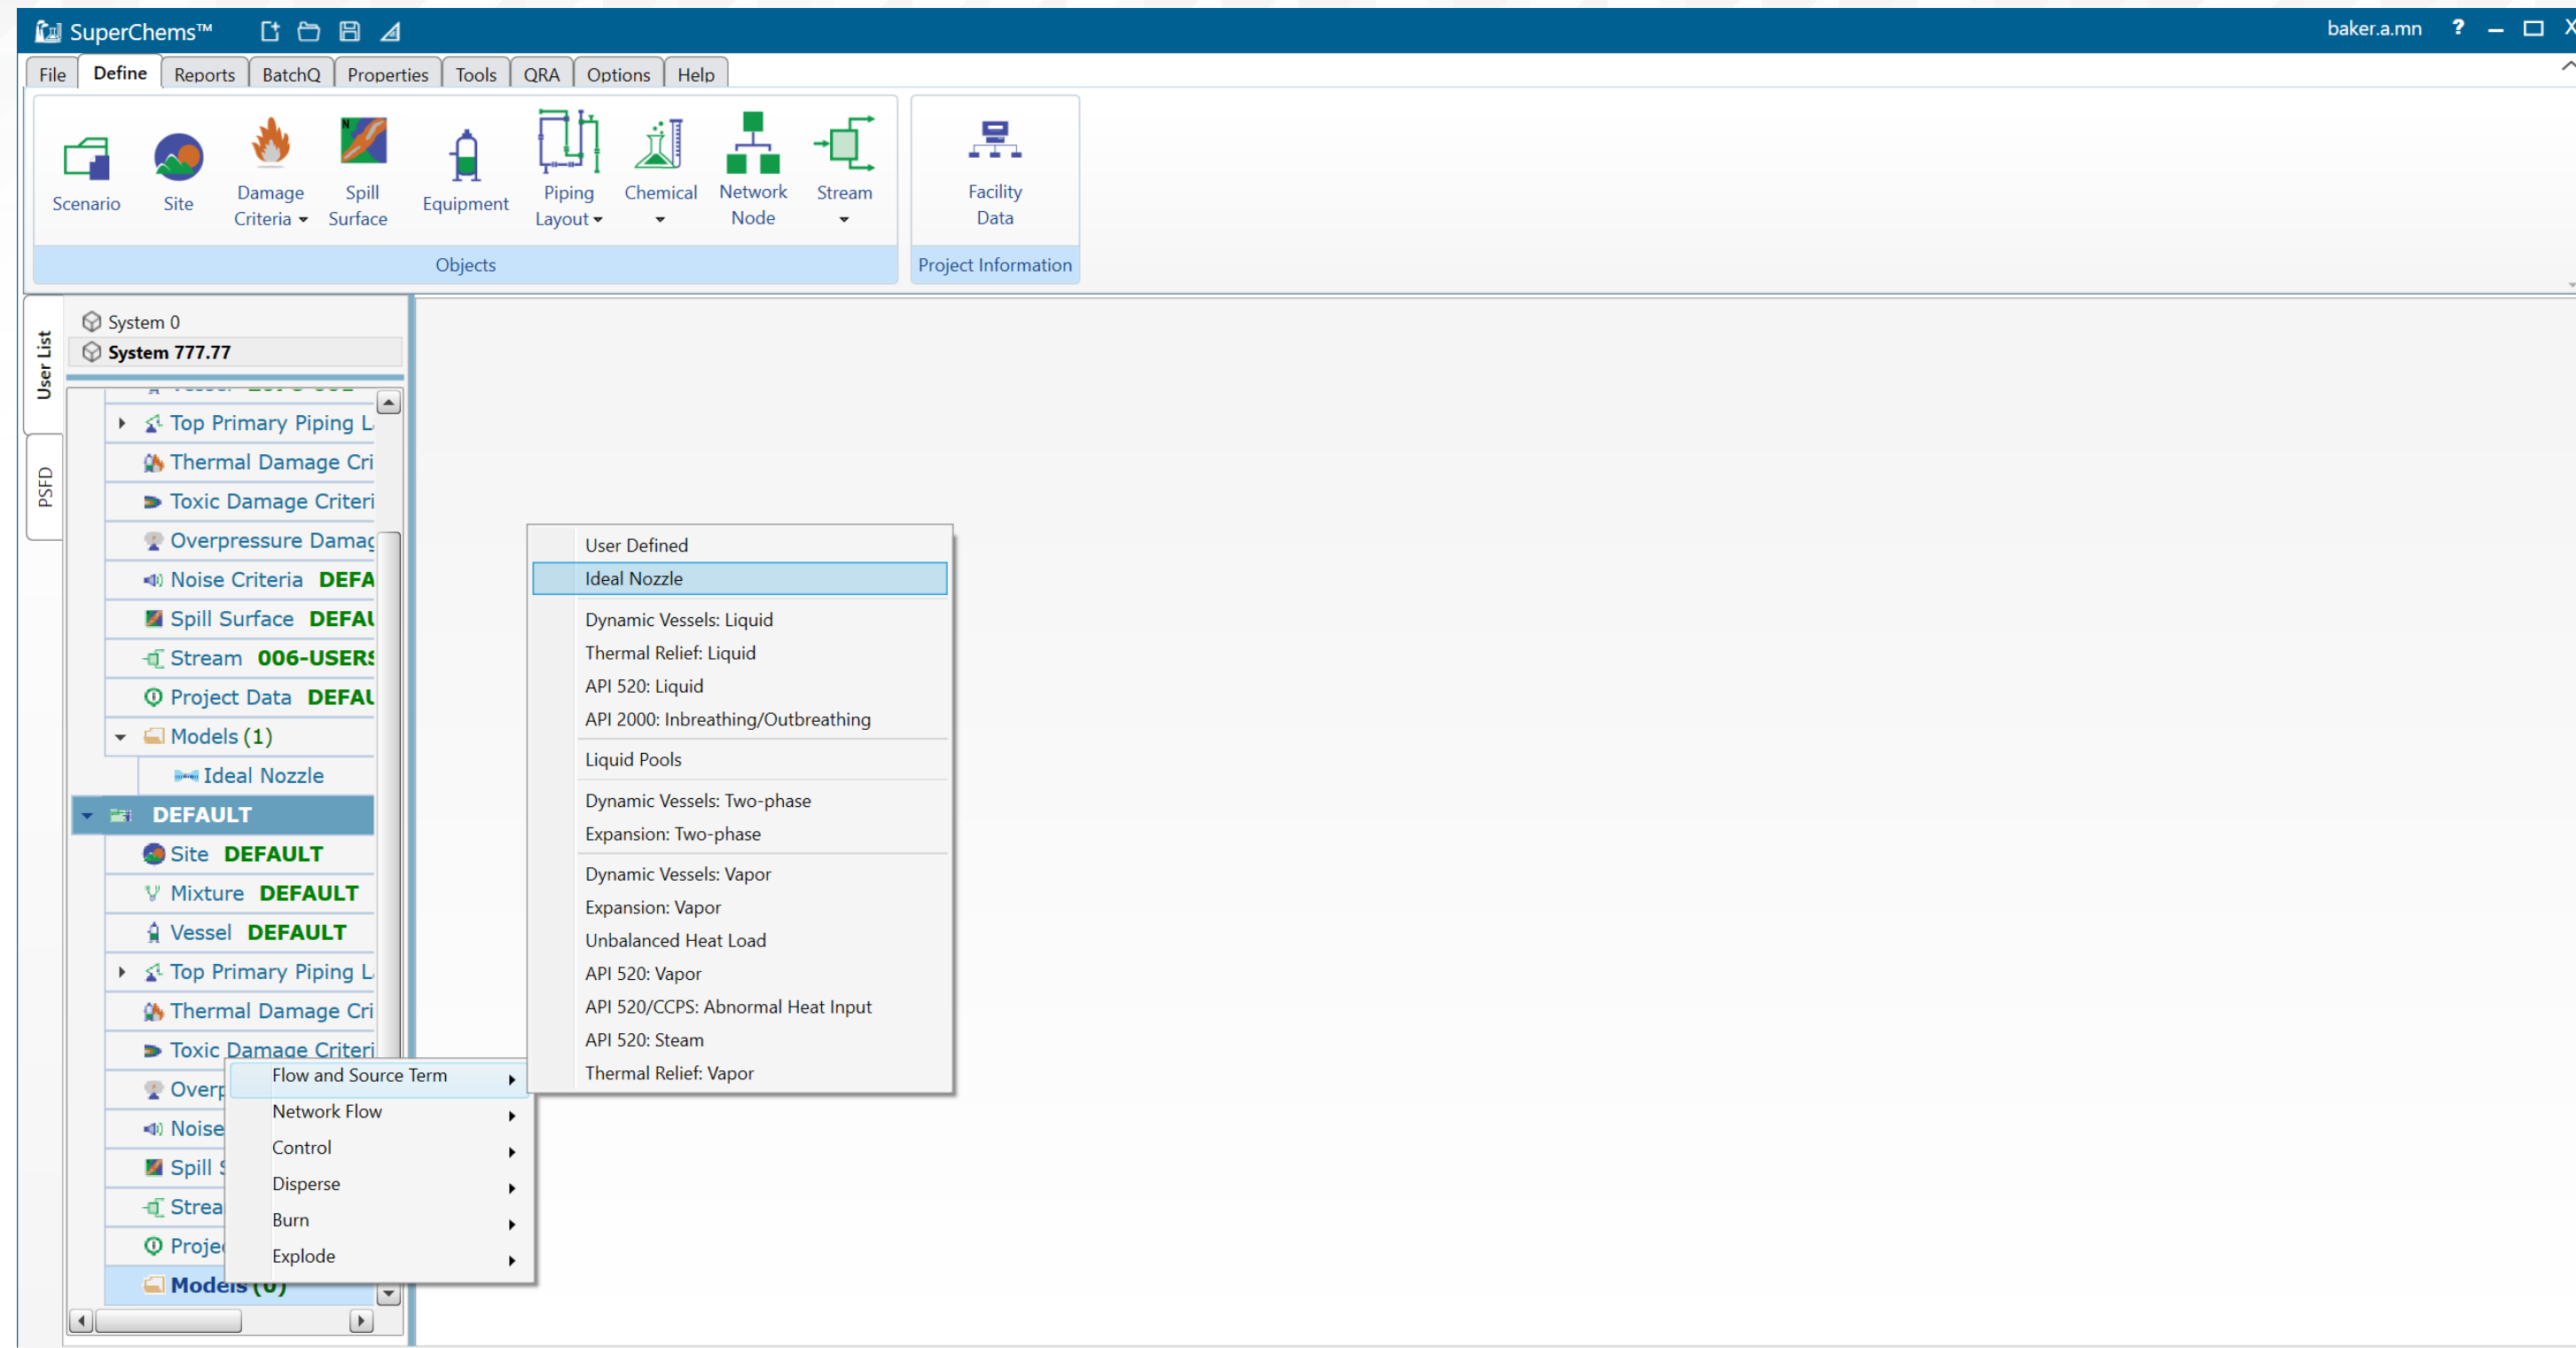 SuperChems™
baker.a.mn ?
File Define Reports BatchQ Properties Tools QRA Options Help
Scenario
Site
Damage Criteria
Spill Surface
Equipment
Piping Layout
Chemical
Network Node
Stream
Objects
Facility Data
Project Information
User List
PSFD
System 0
System 777.77
Top Primary Piping L
Thermal Damage Cri
Toxic Damage Criteri
Overpressure Damag
Noise Criteria DEFA
Spill Surface DEFAU
Stream 006-USERS
Project Data DEFAU
Models (1)
Ideal Nozzle
DEFAULT
Site DEFAULT
Mixture DEFAULT
Vessel DEFAULT
Top Primary Piping L
Thermal Damage Cri
Toxic Damage Criteri
Overp
Noise
Spill S
Strea
Projec
Models (0)
Flow and Source Term
Network Flow
Control
Disperse
Burn
Explode
User Defined
Ideal Nozzle
Dynamic Vessels: Liquid
Thermal Relief: Liquid
API 520: Liquid
API 2000: Inbreathing/Outbreathing
Liquid Pools
Dynamic Vessels: Two-phase
Expansion: Two-phase
Dynamic Vessels: Vapor
Expansion: Vapor
Unbalanced Heat Load
API 520: Vapor
API 520/CCPS: Abnormal Heat Input
API 520: Steam
Thermal Relief: Vapor